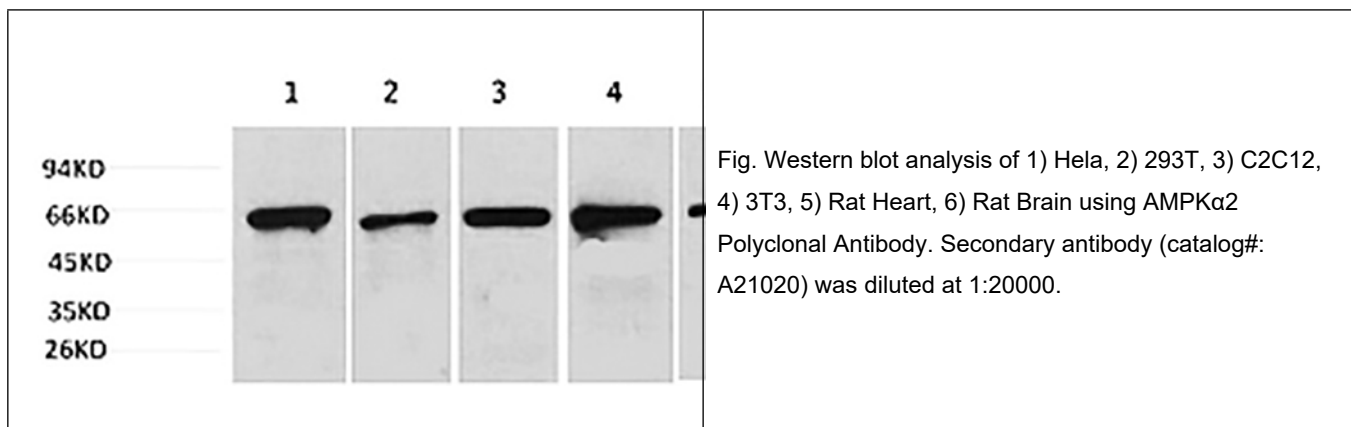 1 2 3 4
94KD
66KD
45KD
35KD
26KD
Fig. Western blot analysis of 1) Hela, 2) 293T, 3) C2C12,
4) 3T3, 5) Rat Heart, 6) Rat Brain using AMPKα2
Polyclonal Antibody. Secondary antibody (catalog#:
A21020) was diluted at 1:20000.